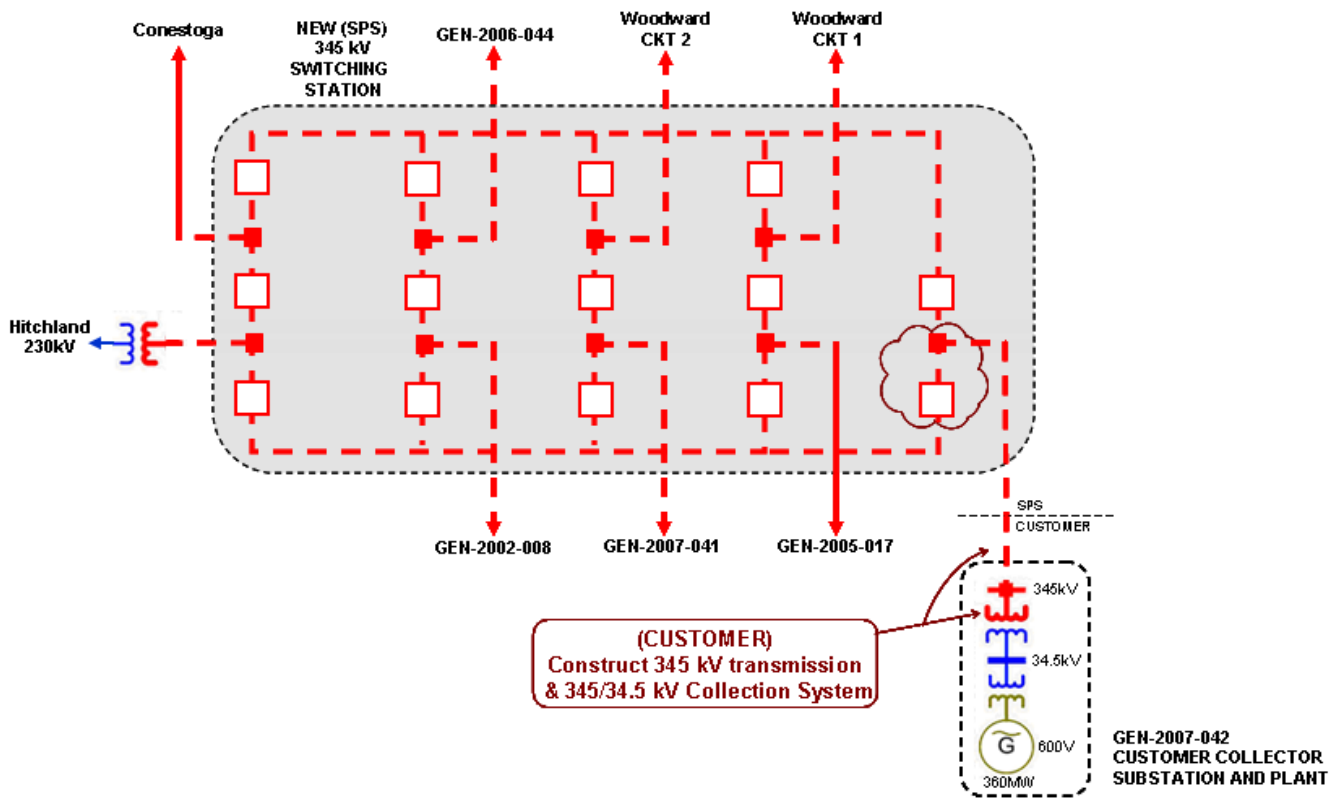 Conestoga
NEW (SPS)
345 kV
SWITCHING
STATION
GEN-2006-044
Woodward
CKT 2
Woodward
CKT 1
Hitchland
230kV
GEN-2002-008
GEN-2007-041
GEN-2005-017
SPS
CUSTOMER
(CUSTOMER)
Construct 345 kV transmission
& 345/34.5 kV Collection System
345kV
34.5kV
G
600V
360MW
GEN-2007-042
CUSTOMER COLLECTOR
SUBSTATION AND PLANT